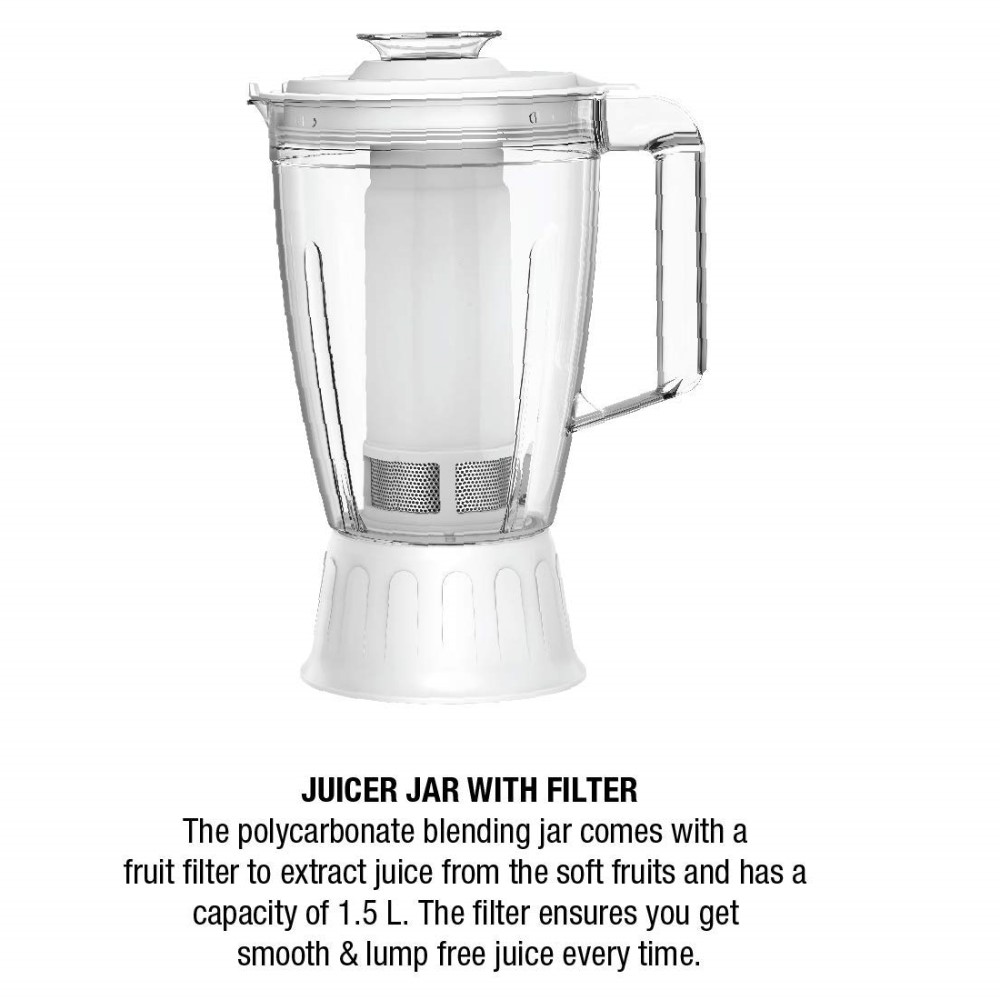 JUICER JAR WITH FILTER
The polycarbonate blending jar comes with a
fruit filter to extract juice from the soft fruits and has a
capacity of 1.5 L. The filter ensures you get
smooth & lump free juice every time.